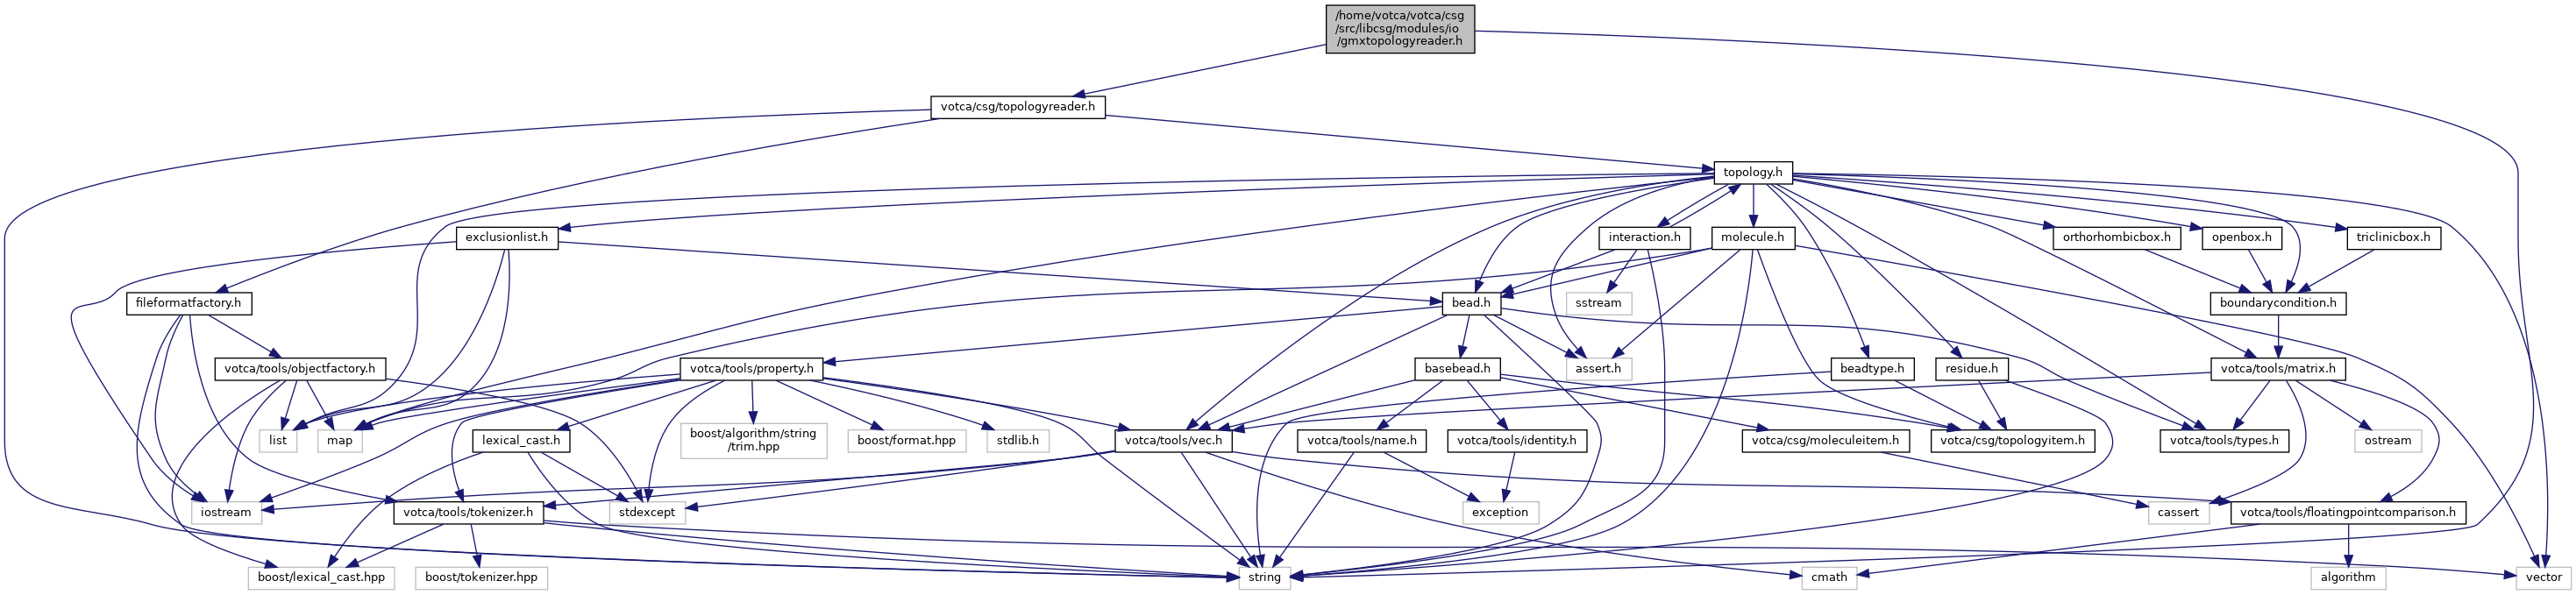 /home/votca/votca/csg
/src/libcsg/modules/io
/gmxtopologyreader.h
votca/csg/topologyreader.h
topology.h
exclusionlist.h
interaction.h
molecule.h
orthorhombicbox.h
openbox.h
triclinicbox.h
fileformatfactory.h
bead.h
sstream
boundarycondition.h
votca/tools/objectfactory.h
votca/tools/property.h
basebead.h
assert.h
beadtype.h
residue.h
votca/tools/matrix.h
list
map
lexical_cast.h
boost/algorithm/string
/trim.hpp
boost/format.hpp
stdlib.h
votca/tools/vec.h
votca/tools/name.h
votca/tools/identity.h
votca/csg/moleculeitem.h
votca/csg/topologyitem.h
votca/tools/types.h
ostream
iostream
votca/tools/tokenizer.h
stdexcept
exception
cassert
votca/tools/floatingpointcomparison.h
boost/lexical_cast.hpp
boost/tokenizer.hpp
string
cmath
algorithm
vector